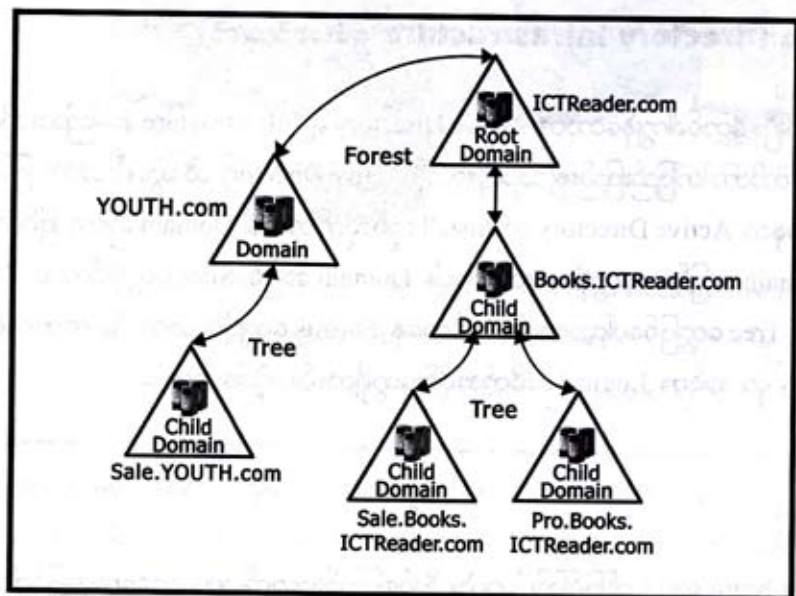 ICTReader.com
Root
Domain
Forest
YOUTH.com
Domain
Books.ICTReader.com
Child
Domain
Tree
Child
Domain
Sale.YOUTH.com
Tree
Child
Domain
Sale.Books.
ICTReader.com
Child
Domain
Pro.Books.
ICTReader.com